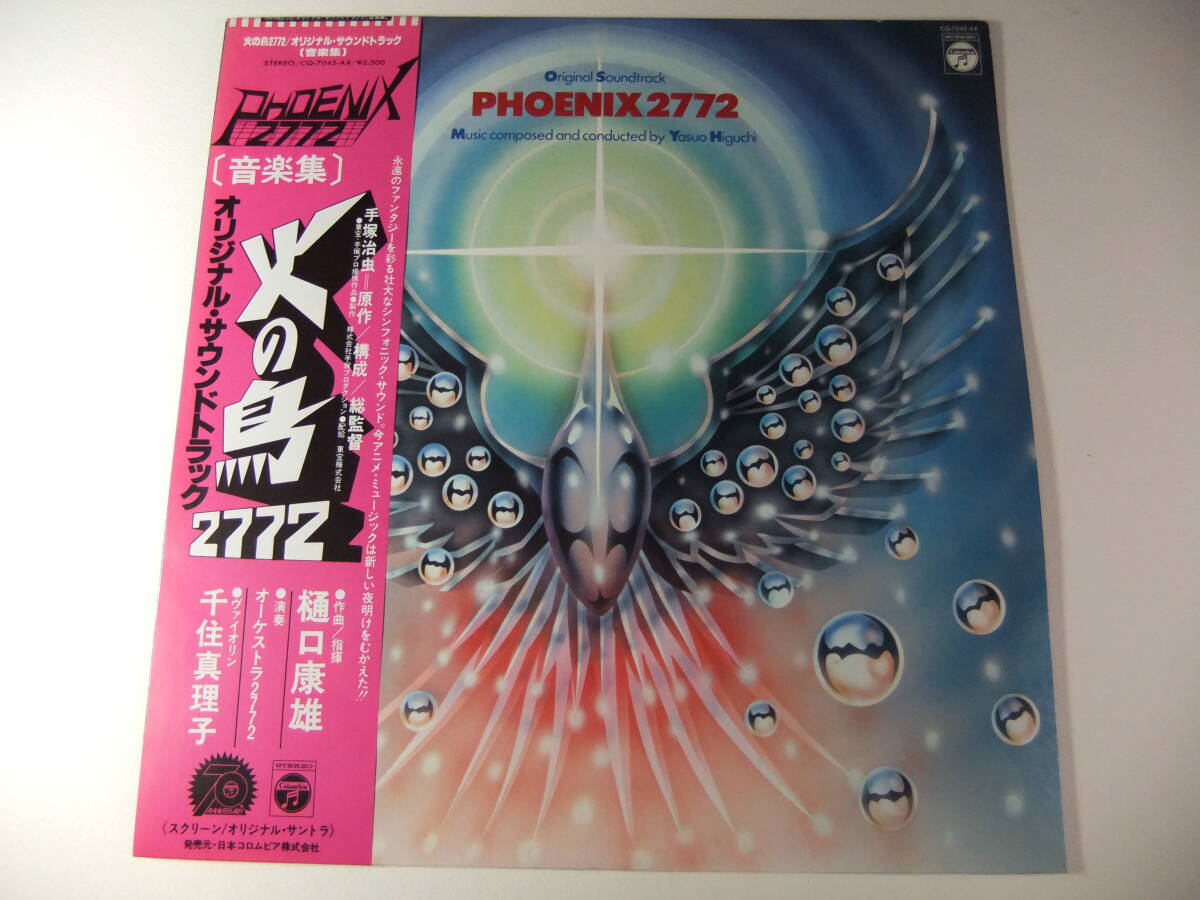 火の鳥2772/オリジナル・サウンドトラック
〔音楽集〕
STEREO/CQ-7042-AX/¥2,300
PHOENIX
2772
〔音楽集〕
火の鳥
2772
オリジナル・サウンドトラック
永遠のファンタジーを彩る壮大なシンフォニック・サウンド。今アニメ・ミュージックは新しい夜明けをむかえた!!
手塚治虫=原作/構成/総監督
●東宝・手塚プロ提携作品●製作 株式会社手塚プロダクション●配給 東宝株式会社
●作曲/指揮
樋口康雄
●演奏
オーケストラ2772
●ヴァイオリン
千住真理子
70
ANNIVERSARY
STEREO
Columbia
《スクリーン/オリジナル・サントラ》
発売元・日本コロムビア株式会社
Original Soundtrack
PHOENIX 2772
Music composed and conducted by Yasuo Higuchi
CQ-7042-AX
Columbia